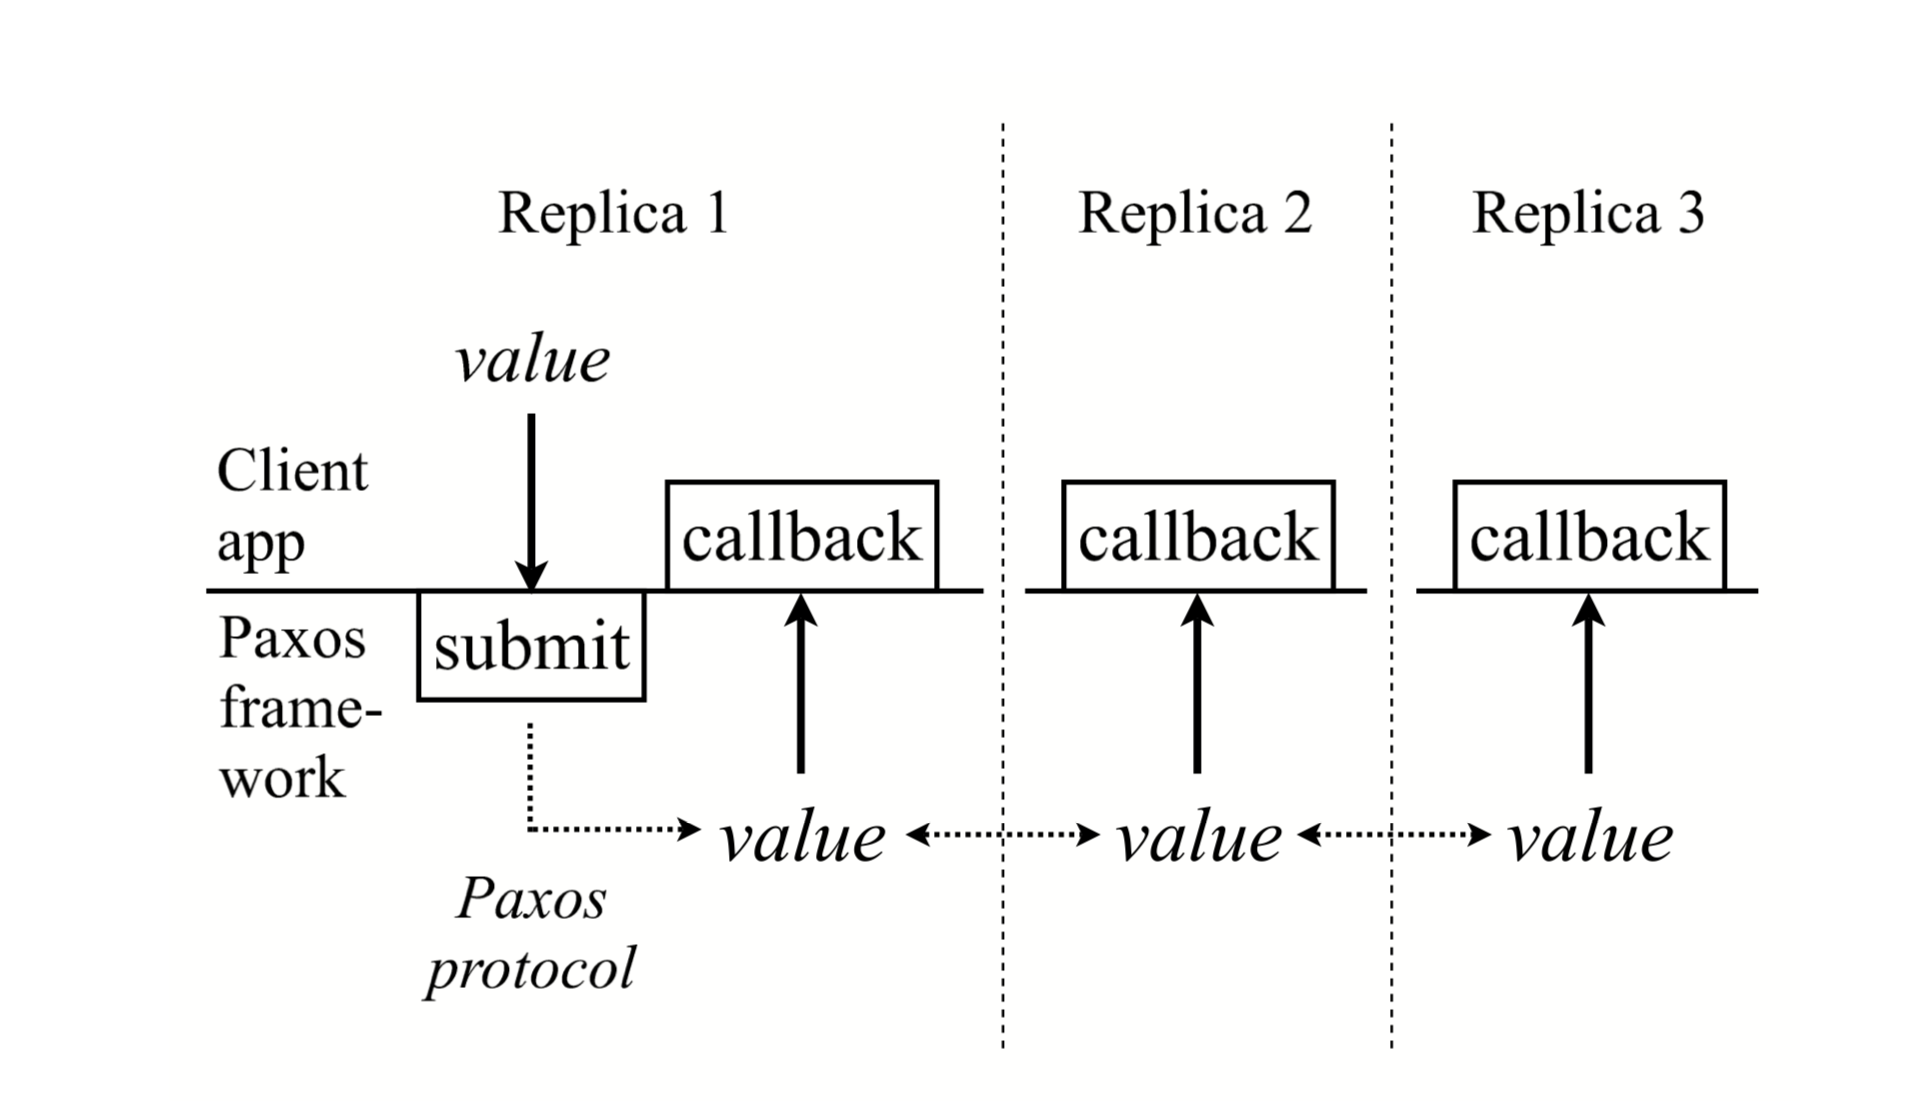 Replica 1
Replica 2
Replica 3
value
Client
app
callback
callback
callback
Paxos
frame-
work
submit
value
value
value
Paxos
protocol